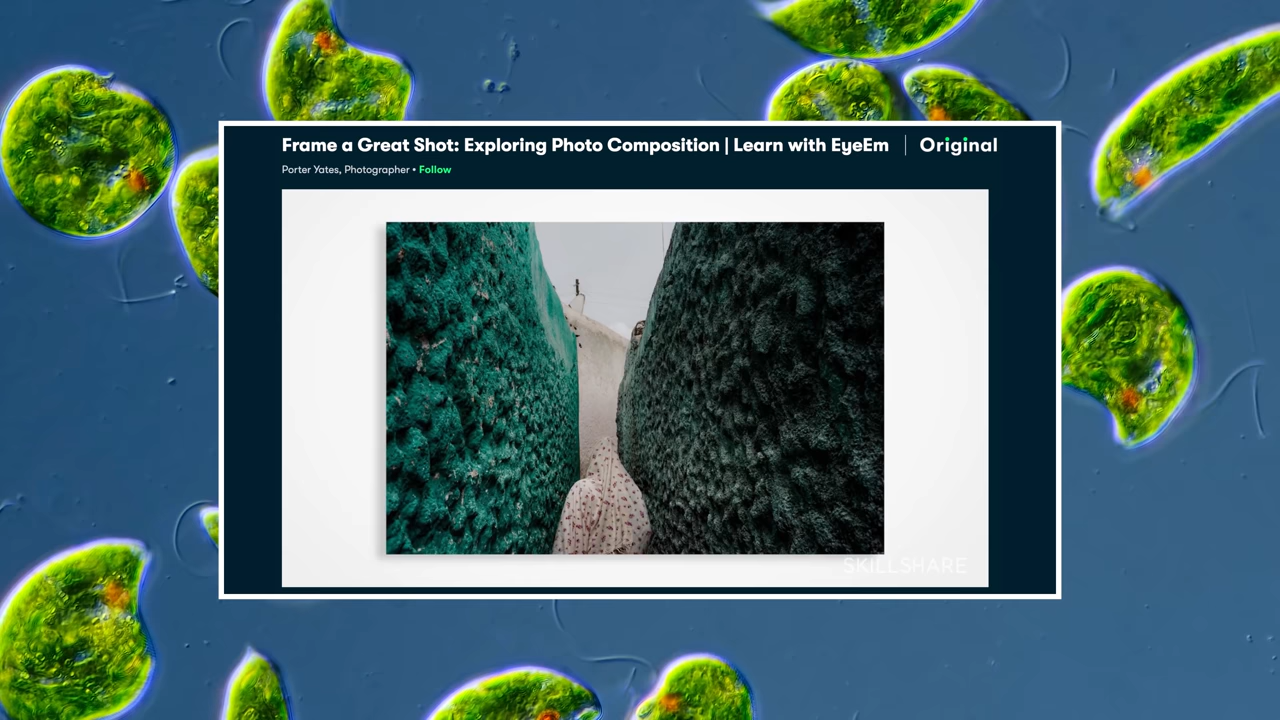 Frame a Great Shot: Exploring Photo Composition | Learn with EyeEm | Original
Porter Yates, Photographer • Follow
SKILLSHARE